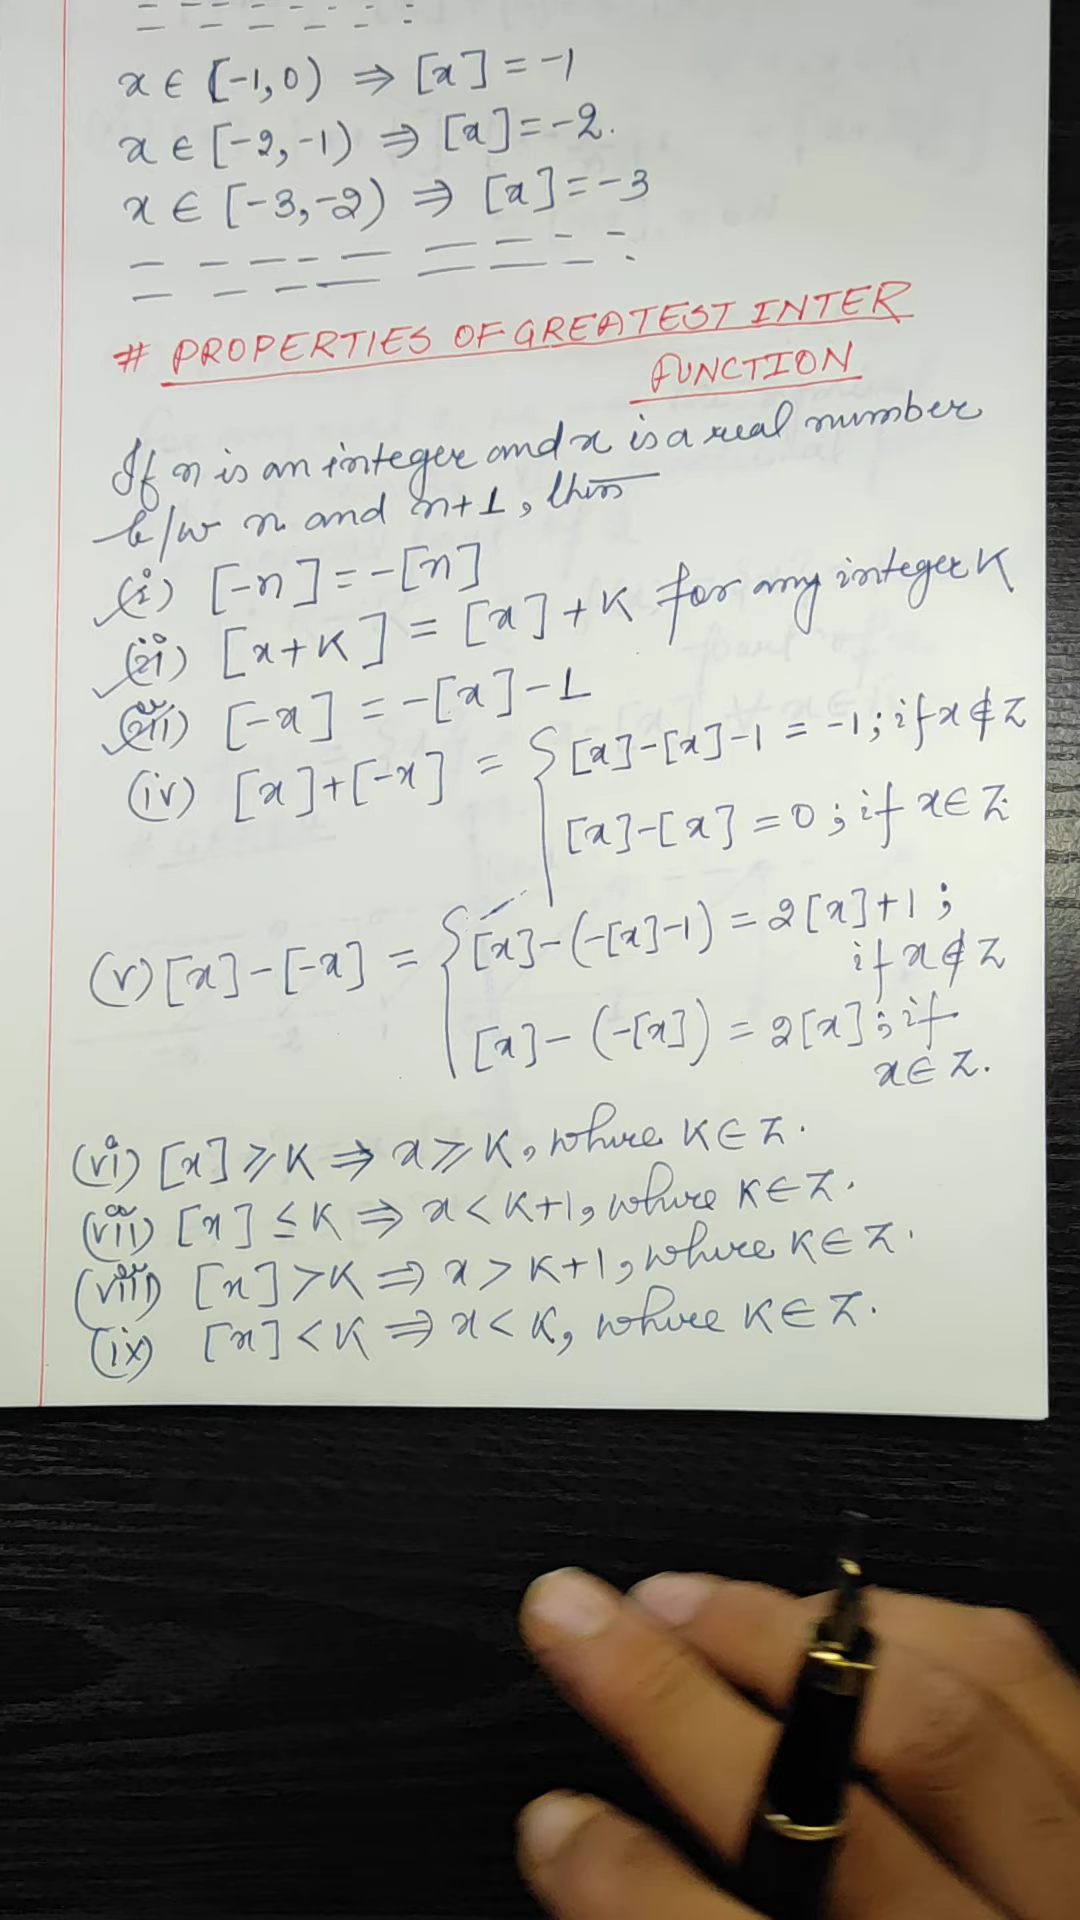 x ∈ [-1,0) ⇒ [x] = -1
x ∈ [-2,-1) ⇒ [x] = -2.
x ∈ [-3,-2) ⇒ [x] = -3
# PROPERTIES OF GREATEST INTER
FUNCTION
If n is an integer and x is a real number
b/w n and n+1, then
(i) [-n] = -[n]
(ii) [x+K] = [x]+K for any integer K
(iii) [-x] = -[x]-1
(iv) [x]+[-x] = { [x]-[x]-1 = -1; if x ∉ Z
[x]-[x] = 0; if x ∈ Z.
(v) [x]-[-x] = { [x]-(-[x]-1) = 2[x]+1;
if x ∉ Z
[x]-(-[x]) = 2[x]; if
x ∈ Z.
(vi) [x] ⩾ K ⇒ x ⩾ K, where K ∈ Z.
(vii) [x] ≤ K ⇒ x < K+1, where K ∈ Z.
(viii) [x] > K ⇒ x > K+1, where K ∈ Z.
(ix) [x] < K ⇒ x < K, where K ∈ Z.